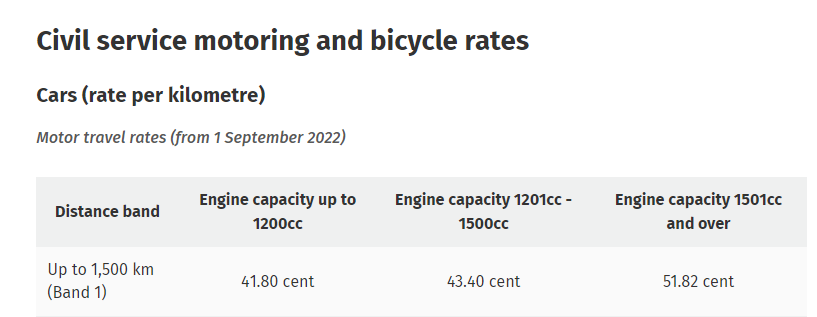 Civil service motoring and bicycle rates
Cars (rate per kilometre)
Motor travel rates (from 1 September 2022)
Distance band
Engine capacity up to
1200cc
Engine capacity 1201cc -
1500cc
Engine capacity 1501cc
and over
Up to 1,500 km
(Band 1)
41.80 cent
43.40 cent
51.82 cent